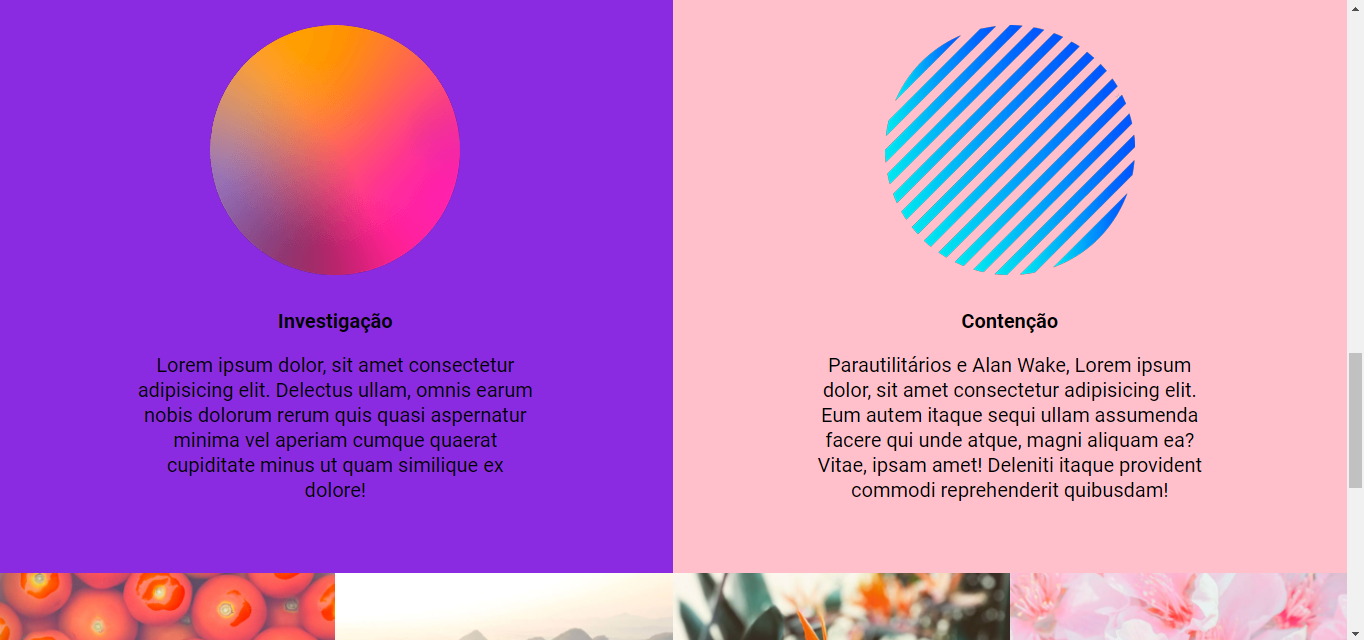 Investigação
Lorem ipsum dolor, sit amet consectetur
adipisicing elit. Delectus ullam, omnis earum
nobis dolorum rerum quis quasi aspernatur
minima vel aperiam cumque quaerat
cupiditate minus ut quam similique ex
dolore!
Contenção
Parautilitários e Alan Wake, Lorem ipsum
dolor, sit amet consectetur adipisicing elit.
Eum autem itaque sequi ullam assumenda
facere qui unde atque, magni aliquam ea?
Vitae, ipsam amet! Deleniti itaque provident
commodi reprehenderit quibusdam!